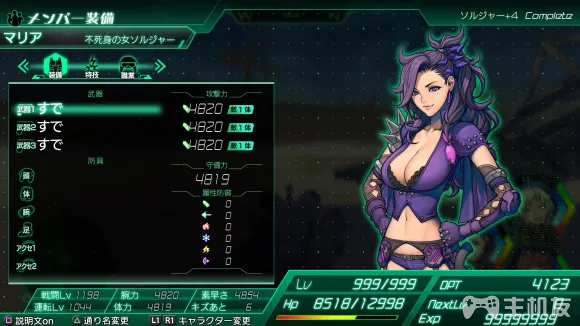 メンバー装備
ソルジャー+4 Complete
マリア 不死身の女ソルジャー
装備 特技 職業
武器 攻撃力
武器1 すで 4820 敵1体
武器2 すで 4820 敵1体
武器3 すで 4820 敵1体
防具 守備力
頭 4819
体 属性防御
腕 0
足 0
アクセ1 0
アクセ2 0
0
0
戦闘Lv 1198 腕力 4820 素早さ 4854
運転Lv 1044 体力 4819 キズあと 6
Lv 999/999 DPT 4123
Hp 8518/12998 NextLv
99999999
□ 説明文on △ 通り名変更 L1 R1 キャラクター変更
主机友